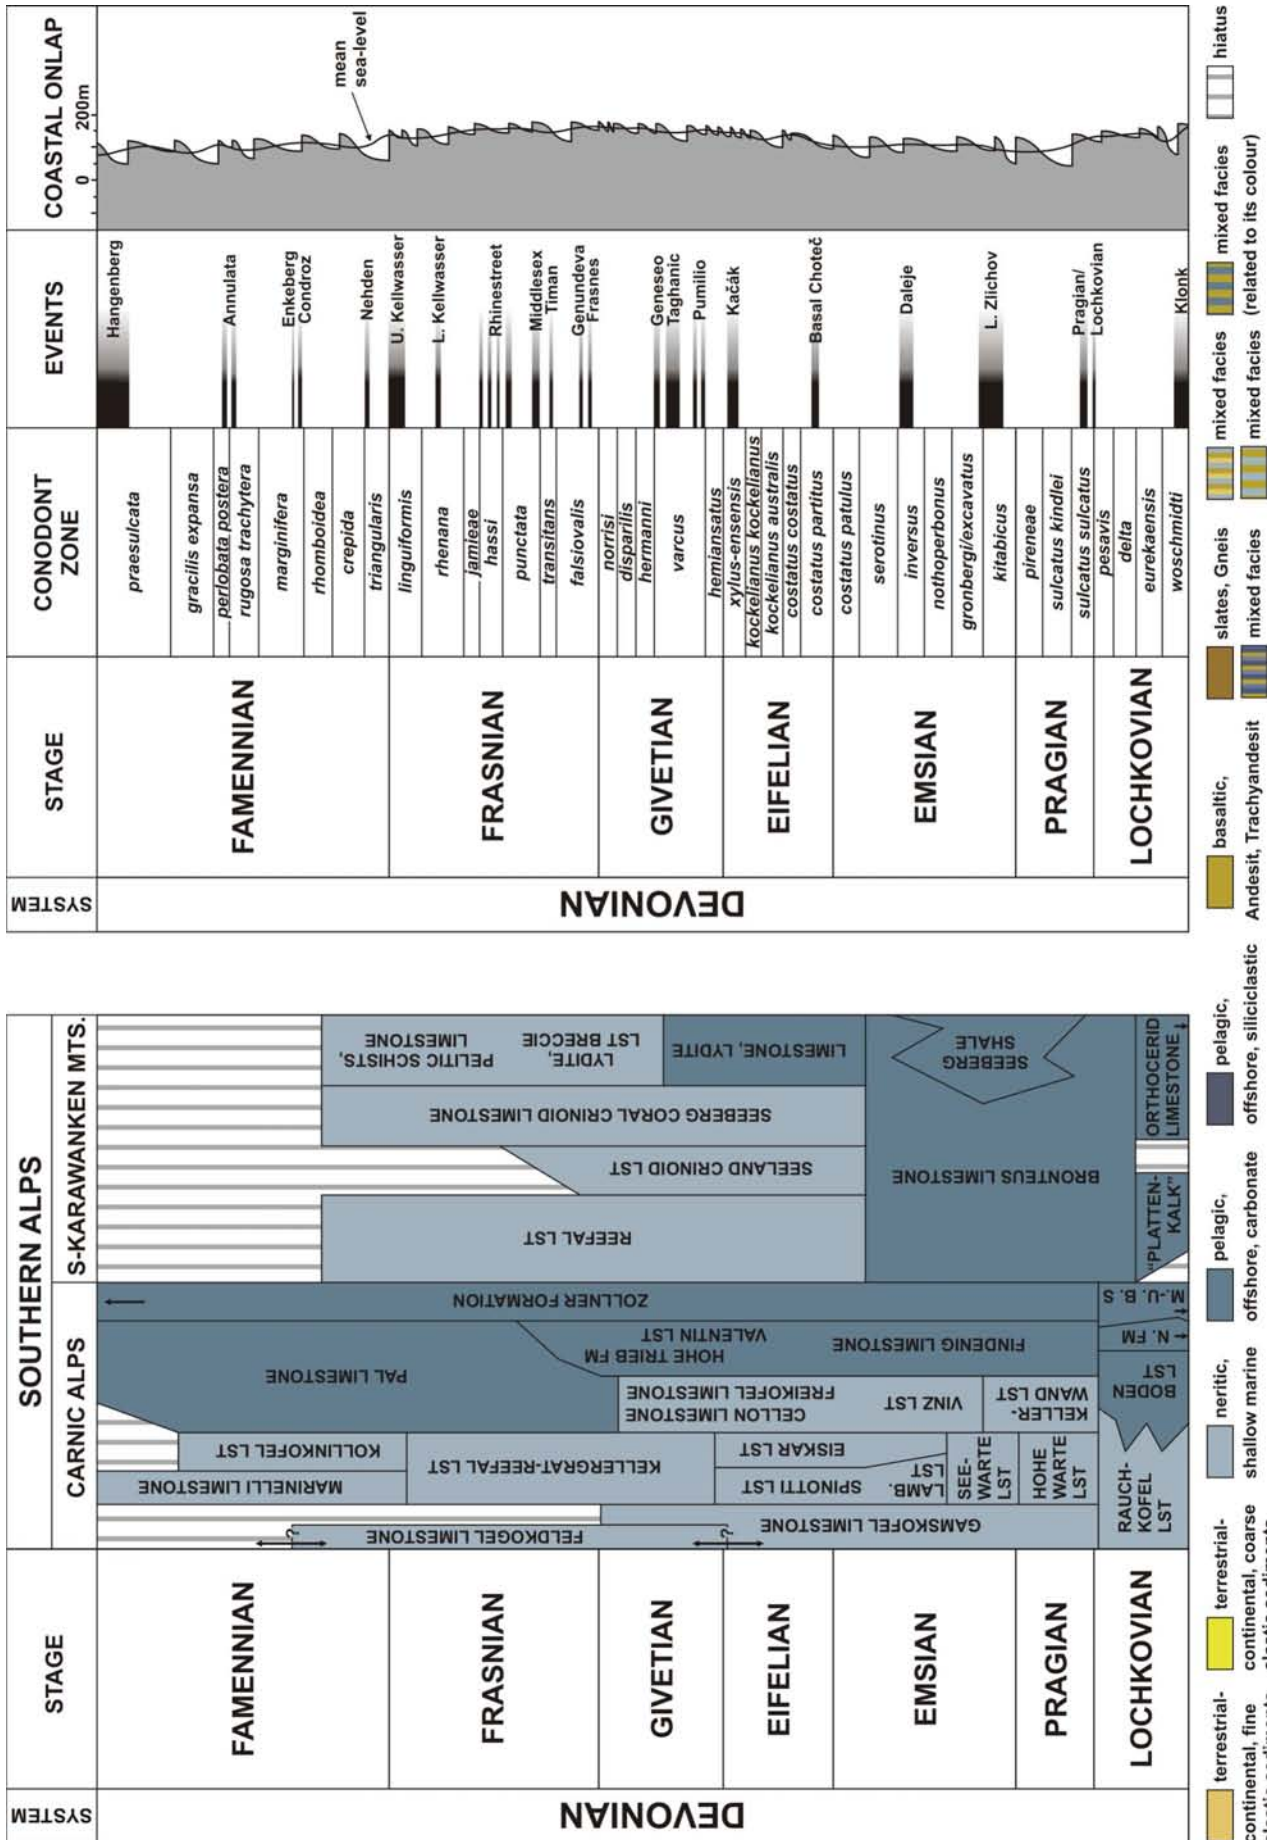 SYSTEM
STAGE
SOUTHERN ALPS
CARNIC ALPS
S-KARAWANKEN MTS.
DEVONIAN
FAMENNIAN
FRASNIAN
GIVETIAN
EIFELIAN
EMSIAN
PRAGIAN
LOCHKOVIAN
?
FELDKOGEL LIMESTONE
?
GAMSKOFEL LIMESTONE
MARINELLI LIMESTONE
KOLLINKOFEL LST
KELLERGRAT-REEFAL LST
SPINOTTI LST
EISKAR LST
LAMB.
LST
SEE-
WARTE
LST
HOHE
WARTE
LST
RAUCH-
KOFEL
LST
PAL LIMESTONE
CELLON LIMESTONE
FREIKOFEL LIMESTONE
VINZ LST
KELLER-
WAND LST
BODEN
LST
HOHE TRIEB FM
VALENTIN LST
FINDENIG LIMESTONE
N. FM
ZOLLNER FORMATION
M.-U. B. S
REEFAL LST
SEELAND CRINOID LST
SEEBERG CORAL CRINOID LIMESTONE
PELITIC SCHISTS,
LIMESTONE
LYDITE,
LST BRECCIE
LIMESTONE, LYDITE
BRONTEUS LIMESTONE
SEEBERG
SHALE
"PLATTEN-
KALK"
ORTHOCERID
LIMESTONE
SYSTEM
STAGE
CONODONT
ZONE
EVENTS
COASTAL ONLAP
0
200m
mean
sea-level
DEVONIAN
FAMENNIAN
FRASNIAN
GIVETIAN
EIFELIAN
EMSIAN
PRAGIAN
LOCHKOVIAN
praesulcata
gracilis expansa
perlobata postera
rugosa trachytera
marginifera
rhomboidea
crepida
triangularis
linguiformis
rhenana
jamieae
hassi
punctata
transitans
falsiovalis
norrisi
disparilis
hermanni
varcus
hemiansatus
xylus-ensensis
kockelianus kockelianus
kockelianus australis
costatus costatus
costatus partitus
costatus patulus
serotinus
inversus
nothoperbonus
gronbergi/excavatus
kitabicus
pireneae
sulcatus kindlei
sulcatus sulcatus
pesavis
delta
eurekaensis
woschmidti
Hangenberg
Annulata
Enkeberg
Condroz
Nehden
U. Kellwasser
L. Kellwasser
Rhinestreet
Middlesex
Timan
Genundeva
Frasnes
Geneseo
Taghanic
Pumilio
Kačák
Basal Choteč
Daleje
L. Zlichov
Pragian/
Lochkovian
Klonk
terrestrial-
continental, fine
terrestrial-
continental, coarse
neritic,
shallow marine
pelagic,
offshore, carbonate
pelagic,
offshore, siliciclastic
basaltic,
Andesit, Trachyandesit
slates, Gneis
mixed facies
mixed facies
mixed facies
mixed facies
(related to its colour)
hiatus